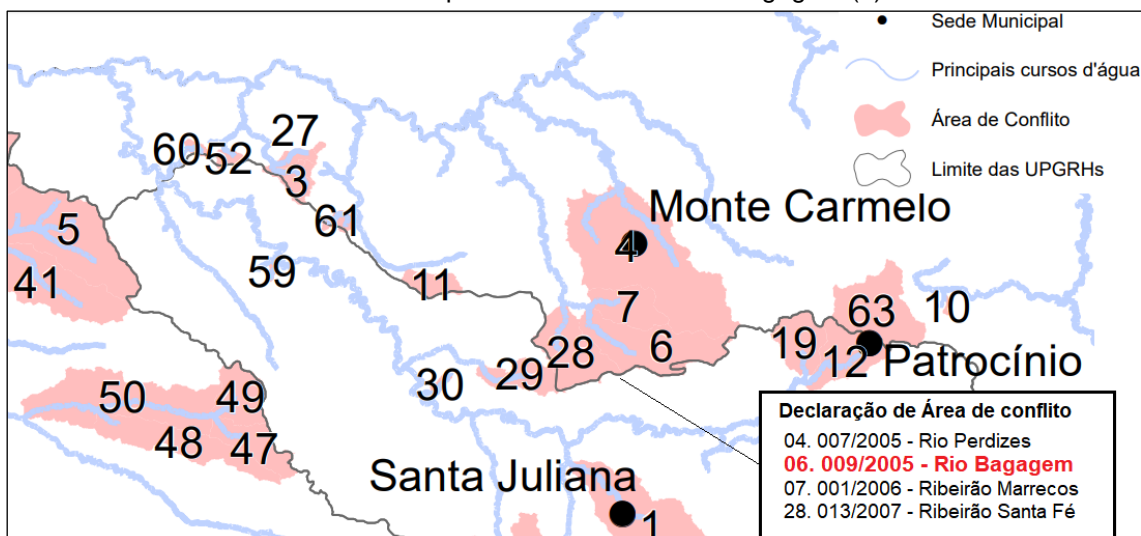 Sede Municipal
Principais cursos d'água
Área de Conflito
Limite das UPGRHs
27
60
52
3
61
5
59
41
11
Monte Carmelo
4
7
6
28
29
30
63
10
19
12
Patrocínio
50
49
48
47
Santa Juliana
1
Declaração de Área de conflito
04. 007/2005 - Rio Perdizes
06. 009/2005 - Rio Bagagem
07. 001/2006 - Ribeirão Marrecos
28. 013/2007 - Ribeirão Santa Fé